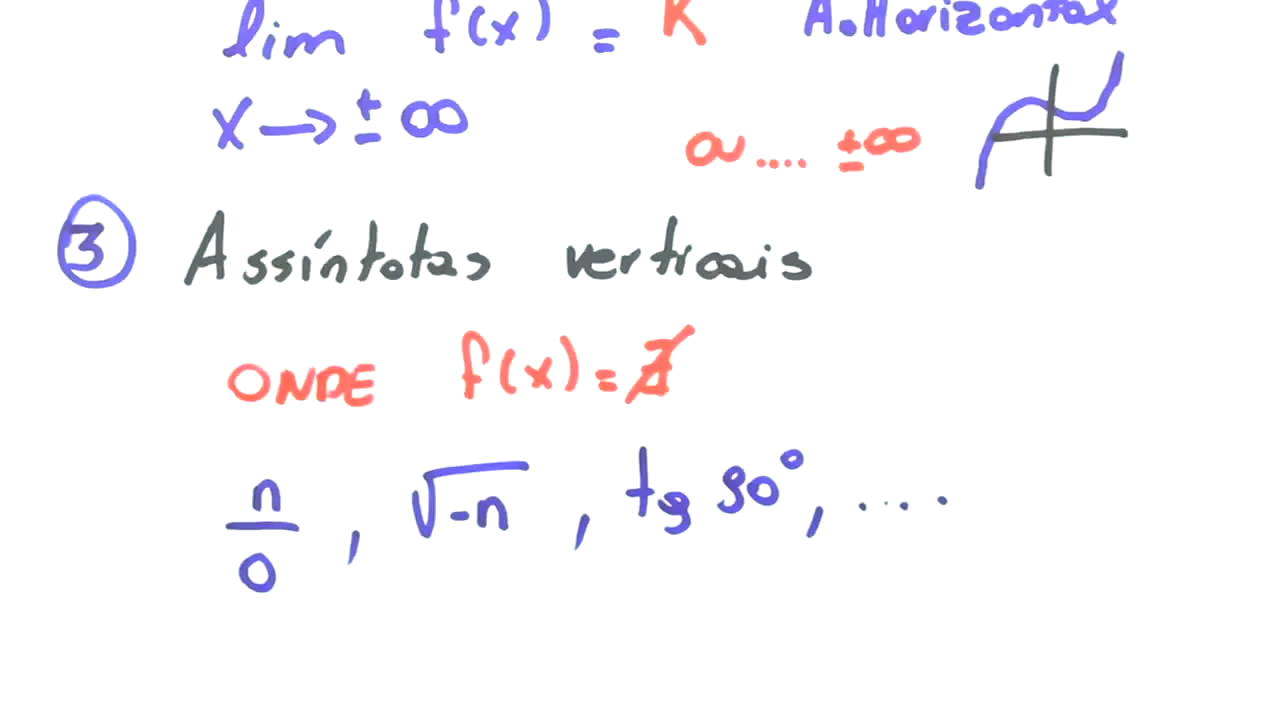 lim f(x) = K A.Horizontal
x → ± ∞
ou .... ±∞
3 Assíntotas verticais
ONDE f(x) = ∄
n/0 , √-n , tg 90° , ....